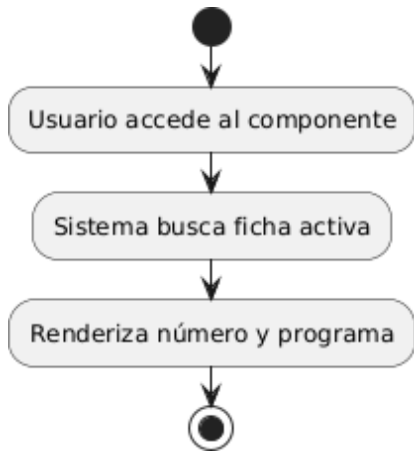 Usuario accede al componente
Sistema busca ficha activa
Renderiza número y programa